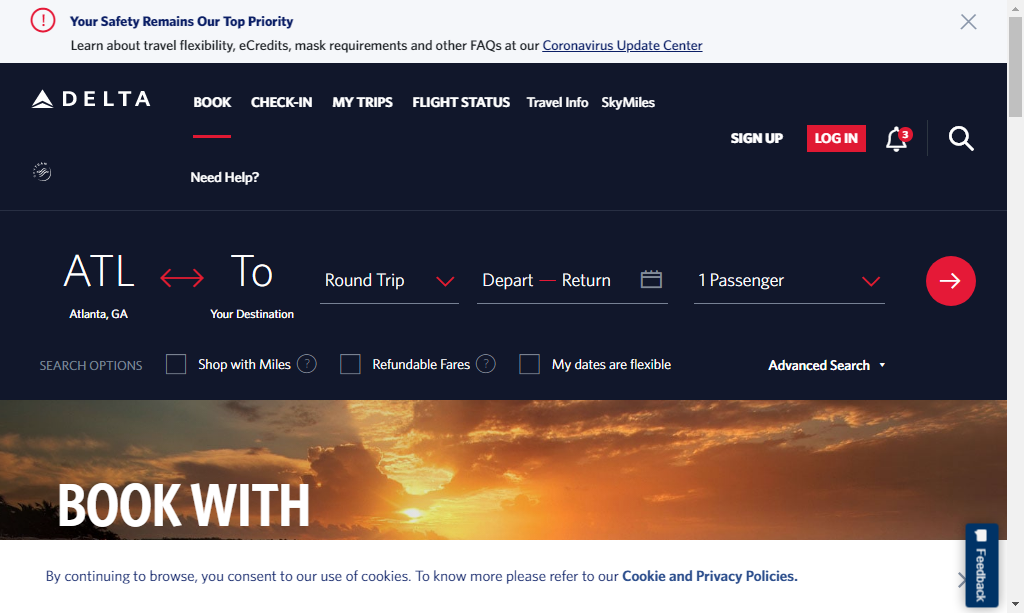 Your Safety Remains Our Top Priority
Learn about travel flexibility, eCredits, mask requirements and other FAQs at our Coronavirus Update Center
DELTA
BOOK CHECK-IN MY TRIPS FLIGHT STATUS Travel Info SkyMiles
SIGN UP LOG IN 3
Need Help?
ATL To
Round Trip Depart — Return 1 Passenger
Atlanta, GA Your Destination
SEARCH OPTIONS Shop with Miles ? Refundable Fares ? My dates are flexible Advanced Search
BOOK WITH
By continuing to browse, you consent to our use of cookies. To know more please refer to our Cookie and Privacy Policies.
Feedback